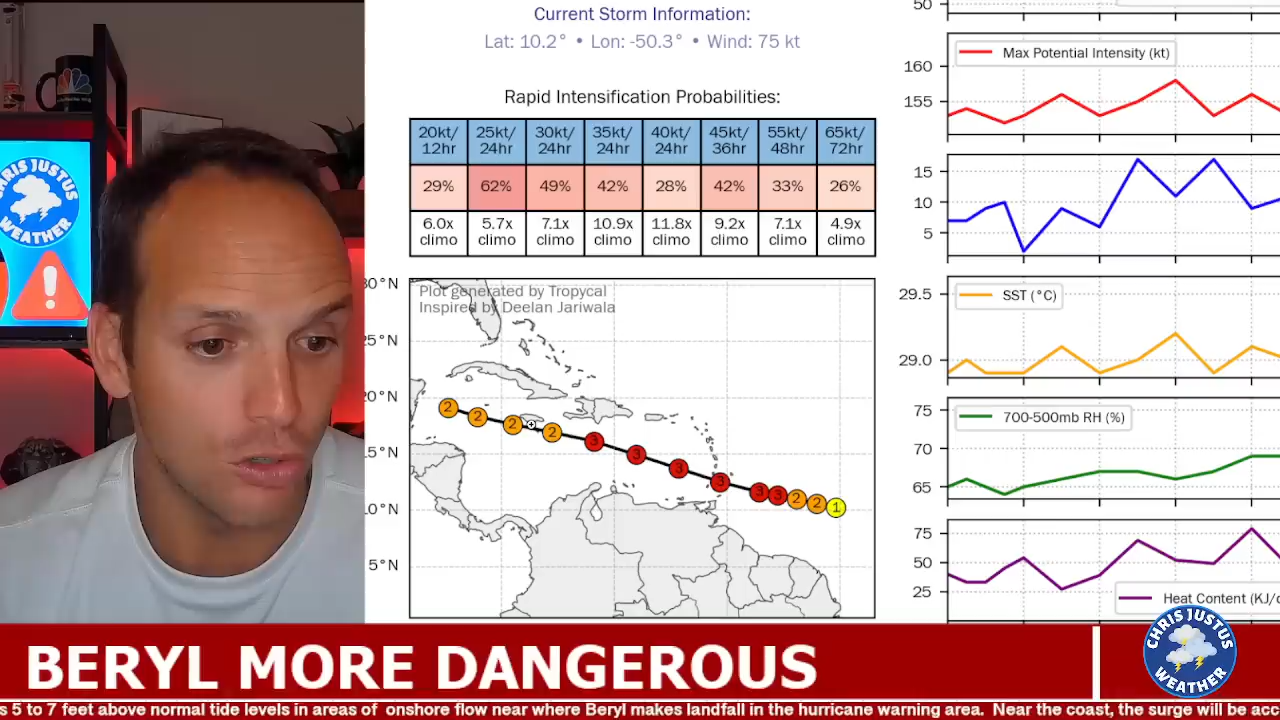 CHRIS JUSTUS
WEATHER
Current Storm Information:
Lat: 10.2° • Lon: -50.3° • Wind: 75 kt
Rapid Intensification Probabilities:
20kt/ 25kt/ 30kt/ 35kt/ 40kt/ 45kt/ 55kt/ 65kt/
12hr 24hr 24hr 24hr 24hr 36hr 48hr 72hr
29% 62% 49% 42% 28% 42% 33% 26%
6.0x 5.7x 7.1x 10.9x 11.8x 9.2x 7.1x 4.9x
climo climo climo climo climo climo climo climo
Plot generated by Tropycal
Inspired by Deelan Jariwala
30°N
25°N
20°N
15°N
10°N
5°N
2 2 2 2 3 3 3 3 3 3 2 2 1
50
Max Potential Intensity (kt)
160
155
15
10
5
SST (°C)
29.5
29.0
700-500mb RH (%)
75
70
65
75
50
25
Heat Content (KJ/c
BERYL MORE DANGEROUS
CHRIS JUSTUS
WEATHER
s 5 to 7 feet above normal tide levels in areas of onshore flow near where Beryl makes landfall in the hurricane warning area. Near the coast, the surge will be acc